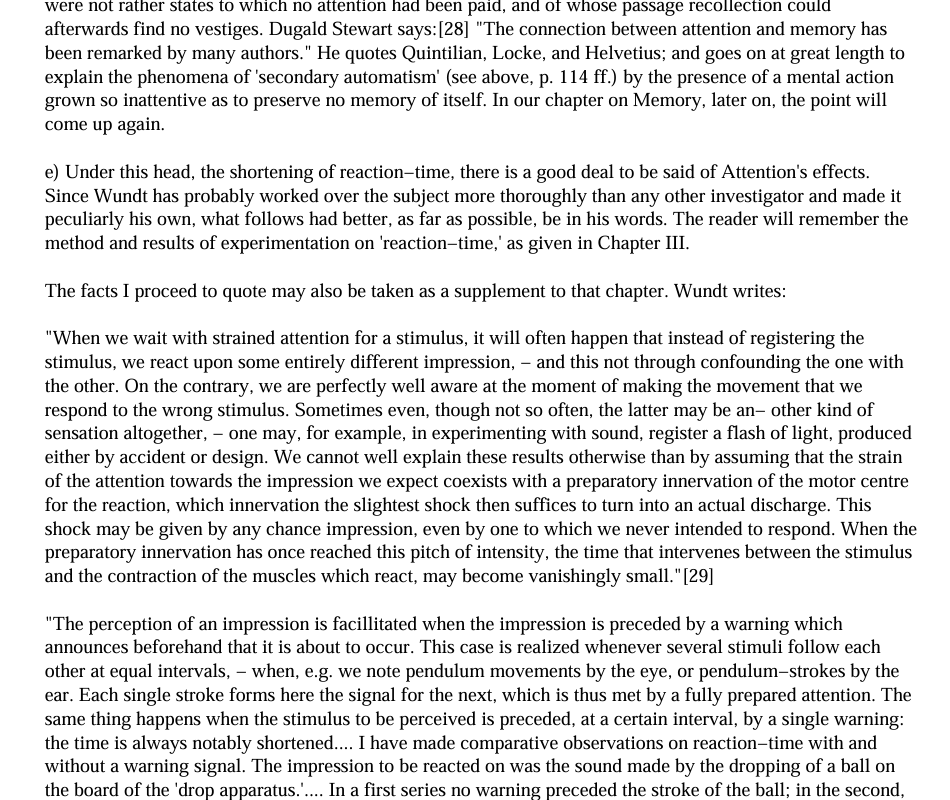 were not rather states to which no attention had been paid, and of whose passage recollection could
afterwards find no vestiges. Dugald Stewart says:[28] "The connection between attention and memory has
been remarked by many authors." He quotes Quintilian, Locke, and Helvetius; and goes on at great length to
explain the phenomena of 'secondary automatism' (see above, p. 114 ff.) by the presence of a mental action
grown so inattentive as to preserve no memory of itself. In our chapter on Memory, later on, the point will
come up again.
e) Under this head, the shortening of reaction−time, there is a good deal to be said of Attention's effects.
Since Wundt has probably worked over the subject more thoroughly than any other investigator and made it
peculiarly his own, what follows had better, as far as possible, be in his words. The reader will remember the
method and results of experimentation on 'reaction−time,' as given in Chapter III.
The facts I proceed to quote may also be taken as a supplement to that chapter. Wundt writes:
"When we wait with strained attention for a stimulus, it will often happen that instead of registering the
stimulus, we react upon some entirely different impression, − and this not through confounding the one with
the other. On the contrary, we are perfectly well aware at the moment of making the movement that we
respond to the wrong stimulus. Sometimes even, though not so often, the latter may be an− other kind of
sensation altogether, − one may, for example, in experimenting with sound, register a flash of light, produced
either by accident or design. We cannot well explain these results otherwise than by assuming that the strain
of the attention towards the impression we expect coexists with a preparatory innervation of the motor centre
for the reaction, which innervation the slightest shock then suffices to turn into an actual discharge. This
shock may be given by any chance impression, even by one to which we never intended to respond. When the
preparatory innervation has once reached this pitch of intensity, the time that intervenes between the stimulus
and the contraction of the muscles which react, may become vanishingly small."[29]
"The perception of an impression is facillitated when the impression is preceded by a warning which
announces beforehand that it is about to occur. This case is realized whenever several stimuli follow each
other at equal intervals, − when, e.g. we note pendulum movements by the eye, or pendulum−strokes by the
ear. Each single stroke forms here the signal for the next, which is thus met by a fully prepared attention. The
same thing happens when the stimulus to be perceived is preceded, at a certain interval, by a single warning:
the time is always notably shortened.... I have made comparative observations on reaction−time with and
without a warning signal. The impression to be reacted on was the sound made by the dropping of a ball on
the board of the 'drop apparatus.'.... In a first series no warning preceded the stroke of the ball; in the second,